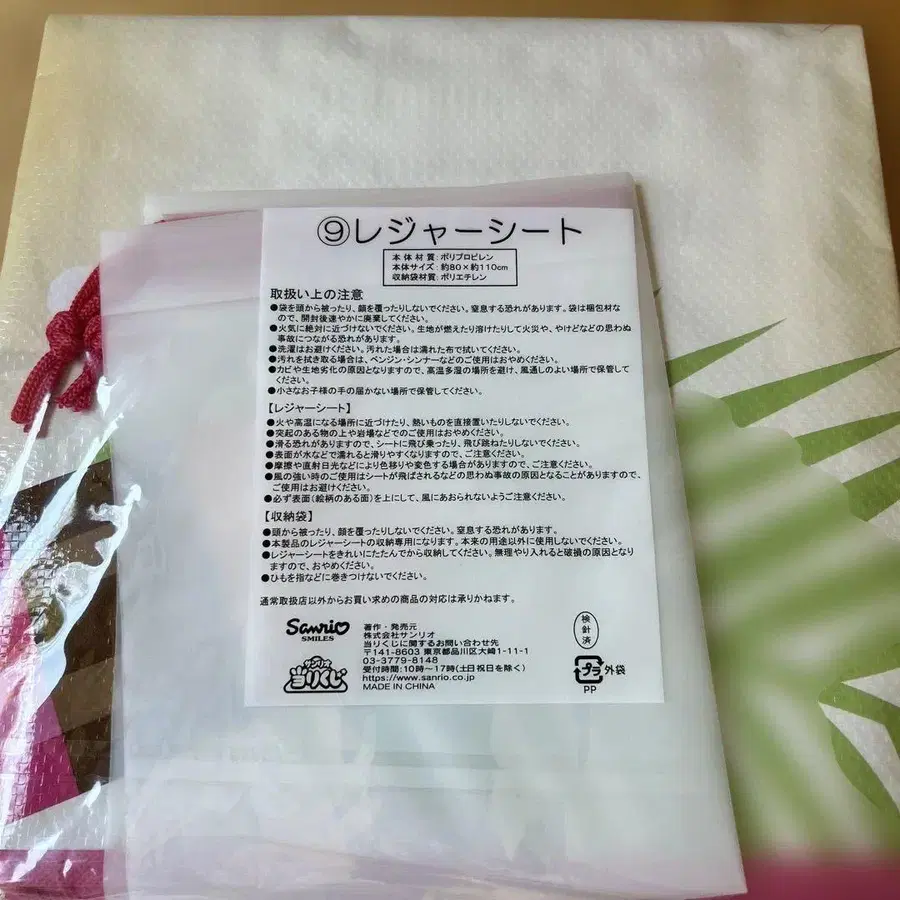 ⑨レジャーシート
本体材質:ポリプロピレン
本体サイズ:約80×約110cm
収納袋材質:ポリエチレン
取扱い上の注意
●袋を頭から被ったり、顔を覆ったりしないでください。窒息する恐れがあります。袋は梱包材な
ので、開封後速やかに廃棄してください。
●火気に絶対に近づけないでください。生地が燃えたり溶けたりして火災や、やけどなどの思わぬ
事故につながる恐れがあります。
●洗濯はお避けください。汚れた場合は濡れた布で拭いてください。
●汚れを拭き取る場合は、ベンジン・シンナーなどのご使用はおやめください。
●カビや生地劣化の原因となりますので、高温多湿の場所を避け、風通しのよい場所で保管して
ください。
●小さなお子様の手の届かない場所で保管してください。
【レジャーシート】
●火や高温になる場所に近づけたり、熱いものを直接置いたりしないでください。
●突起のある物の上や岩場などでのご使用はおやめください。
●滑る恐れがありますので、シートに飛び乗ったり、飛び跳ねたりしないでください。
●表面が水などで濡れると滑りやすくなりますので、ご注意ください。
●摩擦や直射日光などにより色移りや変色する場合がありますので、ご注意ください。
●風の強い時のご使用はシートが飛ばされるなどの思わぬ事故の原因となることがありますので、
ご使用はお避けください。
●必ず表面(絵柄のある面)を上にして、風にあおられないようご注意ください。
【収納袋】
●頭から被ったり、顔を覆ったりしないでください。窒息する恐れがあります。
●本製品のレジャーシートの収納専用になります。本来の用途以外に使用しないでください。
●レジャーシートをきれいにたたんでから収納してください。無理やり入れると破損の原因となり
ますので、おやめください。
●ひもを指などに巻きつけないでください。
通常取扱店以外からお買い求めの商品の対応は承りかねます。
Sanrio
SMILES
サンリオ
当りくじ
著作・発売元
株式会社サンリオ
当りくじに関するお問い合わせ先
〒141-8603 東京都品川区大崎1-11-1
03-3779-8148
受付時間:10時~17時(土日祝日を除く)
https://www.sanrio.co.jp
MADE IN CHINA
検針済
プラ 外袋
PP